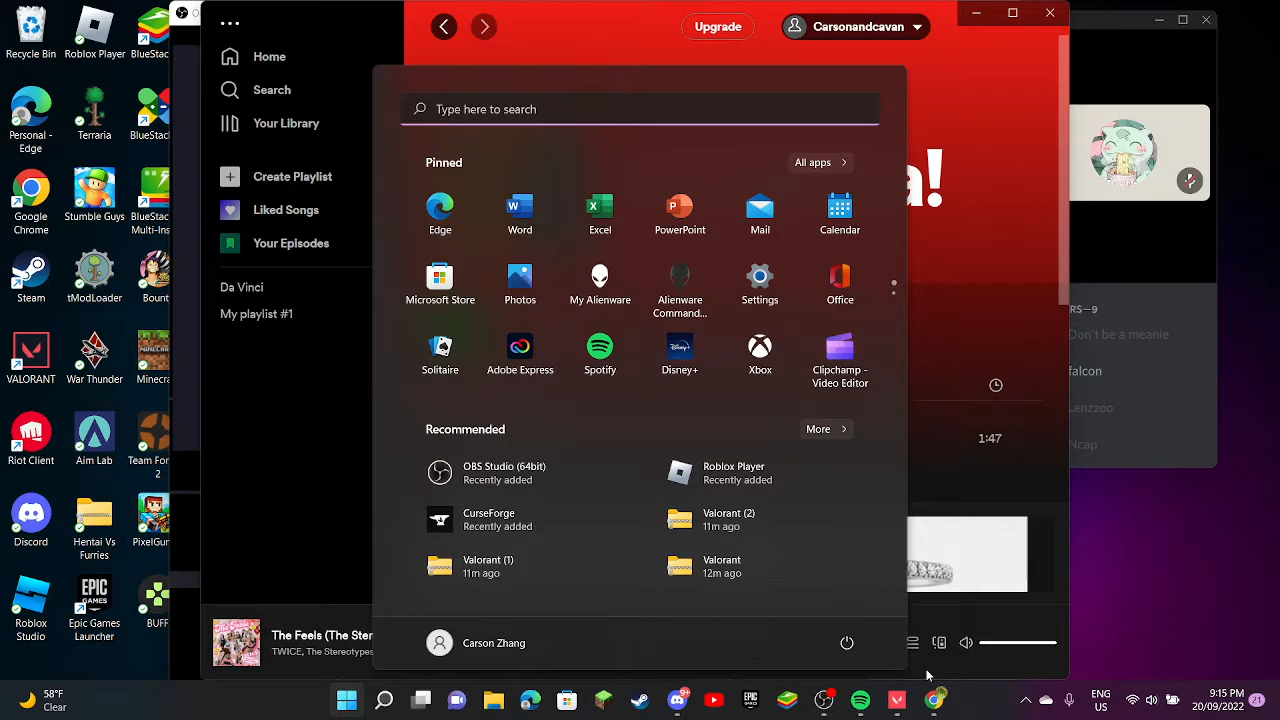 Recycle Bin
Roblox Player
BlueStac
Personal - Edge
Terraria
BlueStac
Google Chrome
Stumble Guys
BlueStac
Multi-Ins
Steam
tModLoader
Genshin
VALORANT
War Thunder
Minecra
Riot Client
Aim Lab
Team For
2
Discord
Hentai Vs Furries
PixelGun
Roblox Studio
Epic Games Launcher
BUFF
Home
Search
Your Library
Create Playlist
Liked Songs
Your Episodes
Da Vinci
My playlist #1
Upgrade
Carsonandcavan
a!
1:47
The Feels (The Ster
TWICE, The Stereotypes
Type here to search
Pinned
All apps
Edge
Word
Excel
PowerPoint
Mail
Calendar
Microsoft Store
Photos
My Alienware
Alienware Command...
Settings
Office
Solitaire
Adobe Express
Spotify
Disney+
Xbox
Clipchamp - Video Editor
Recommended
More
OBS Studio (64bit)
Recently added
Roblox Player
Recently added
CurseForge
Recently added
Valorant (2)
11m ago
Valorant (1)
11m ago
Valorant
12m ago
Carson Zhang
RS—9
Don't be a meanie
falcon
Lenzzoo
Ncap
58°F
Clear
9+
ENG
US
9:15 PM
20/09/2022
21